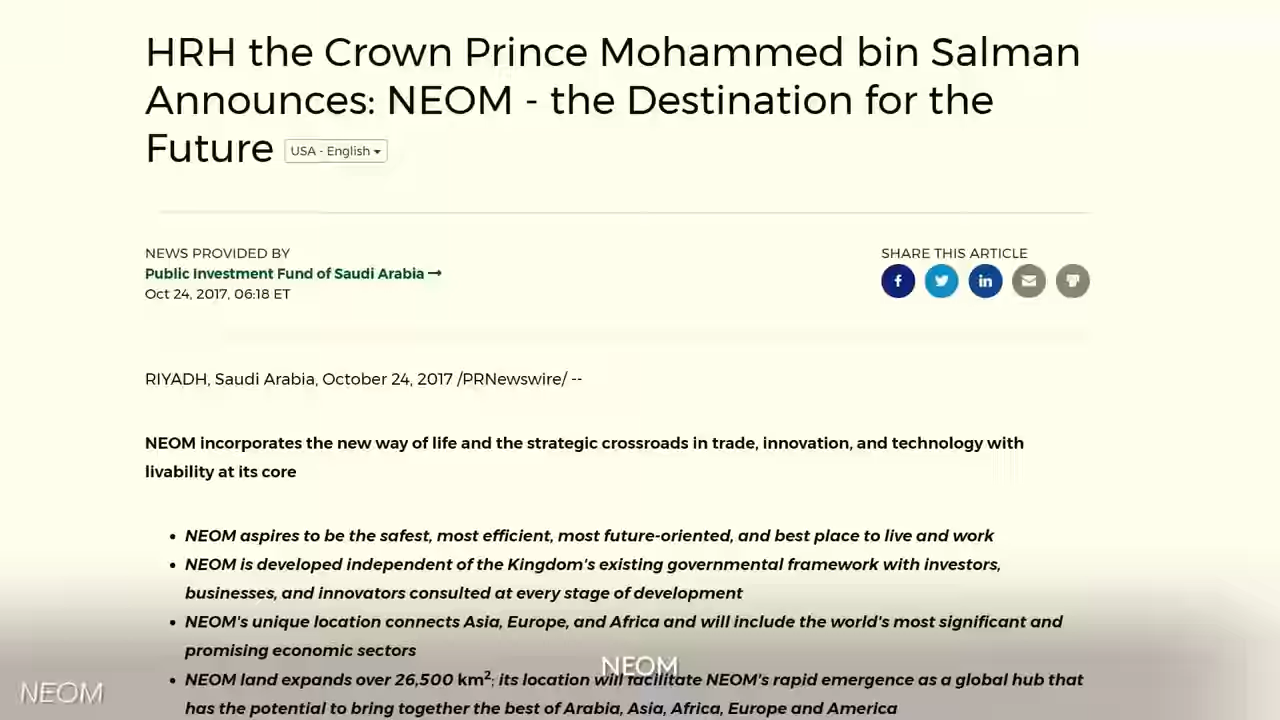 HRH the Crown Prince Mohammed bin Salman
Announces: NEOM - the Destination for the
Future USA - English
NEWS PROVIDED BY
Public Investment Fund of Saudi Arabia →
Oct 24, 2017, 06:18 ET
SHARE THIS ARTICLE
RIYADH, Saudi Arabia, October 24, 2017 /PRNewswire/ --
NEOM incorporates the new way of life and the strategic crossroads in trade, innovation, and technology with
livability at its core
• NEOM aspires to be the safest, most efficient, most future-oriented, and best place to live and work
• NEOM is developed independent of the Kingdom's existing governmental framework with investors,
businesses, and innovators consulted at every stage of development
• NEOM's unique location connects Asia, Europe, and Africa and will include the world's most significant and
promising economic sectors
• NEOM land expands over 26,500 km²; its location will facilitate NEOM's rapid emergence as a global hub that
has the potential to bring together the best of Arabia, Asia, Africa, Europe and America
NEOM
NEOM